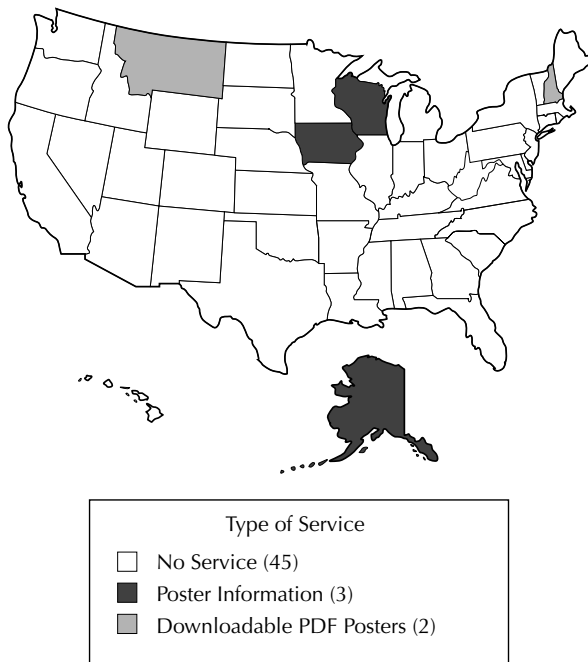 Type of Service
No Service (45)
Poster Information (3)
Downloadable PDF Posters (2)